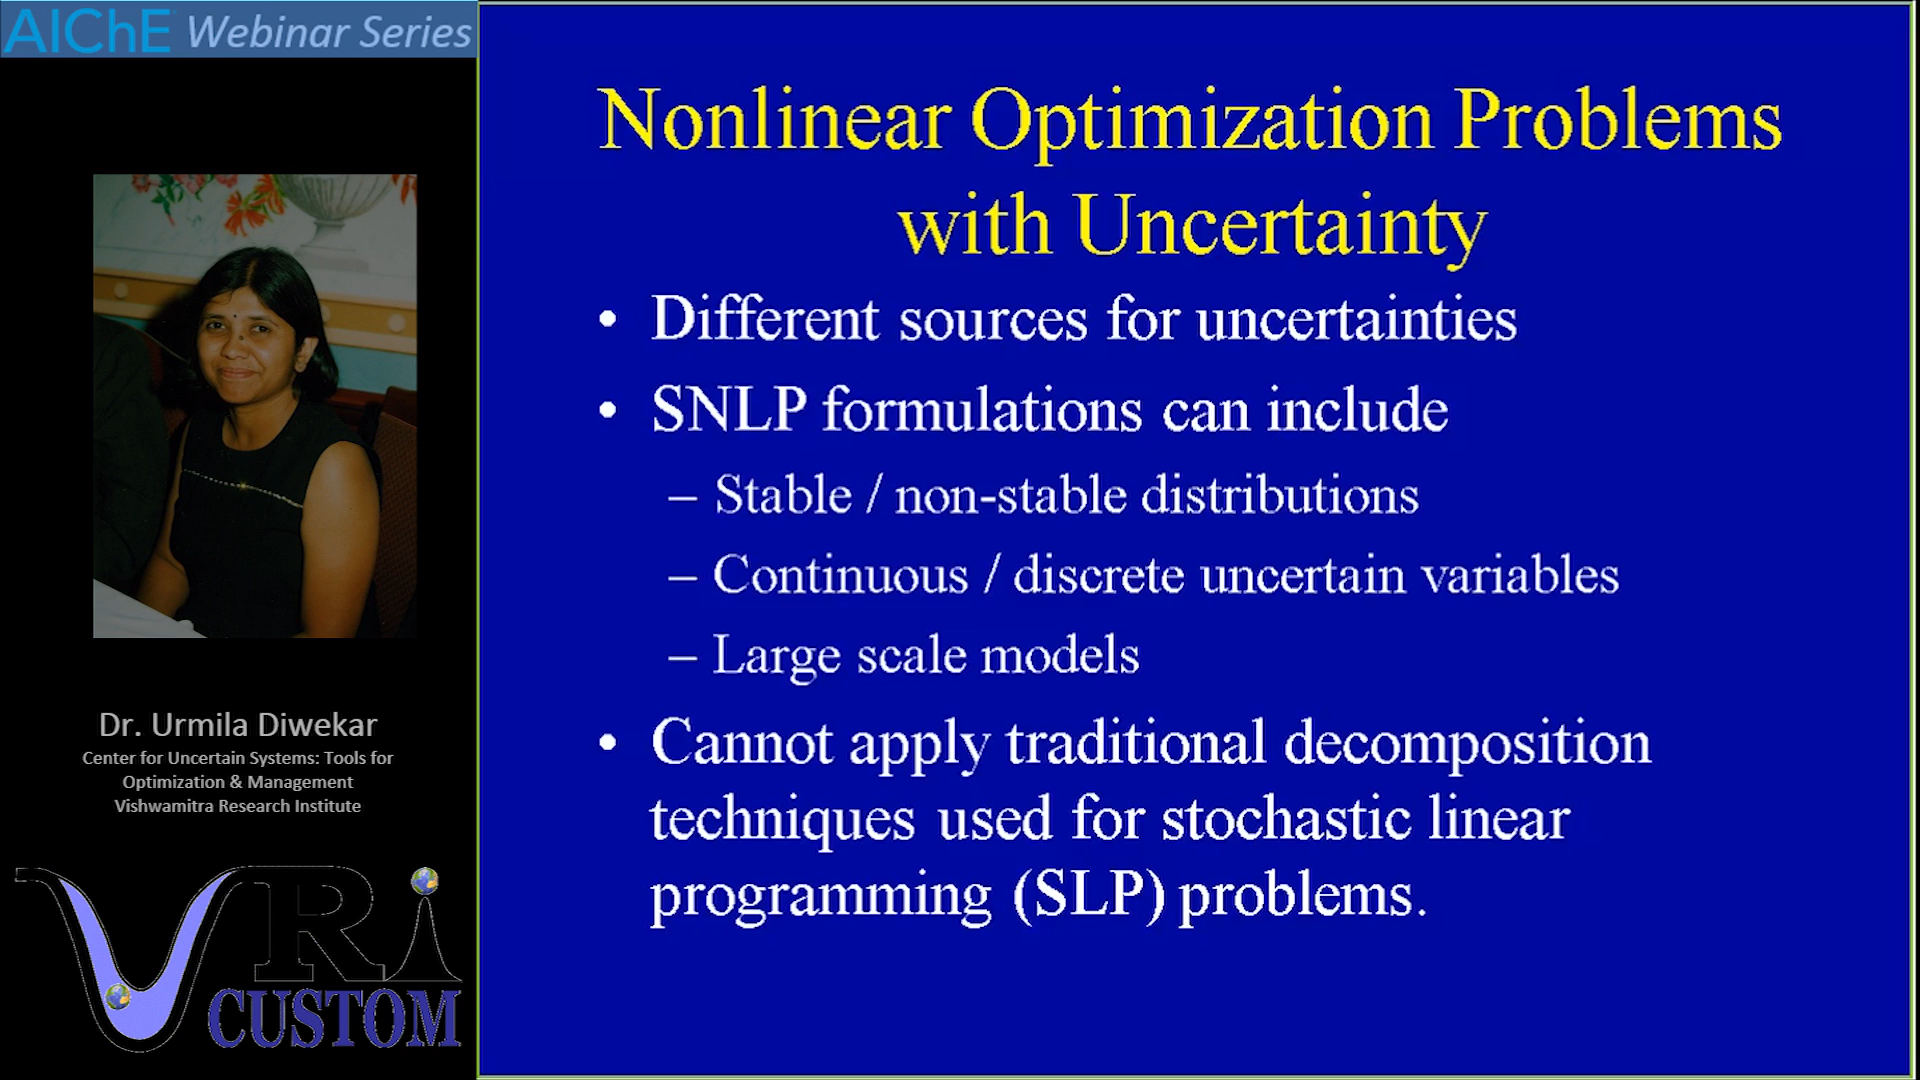 AIChE Webinar Series
Nonlinear Optimization Problems
with Uncertainty
• Different sources for uncertainties
• SNLP formulations can include
– Stable / non-stable distributions
– Continuous / discrete uncertain variables
– Large scale models
• Cannot apply traditional decomposition
techniques used for stochastic linear
programming (SLP) problems.
Dr. Urmila Diwekar
Center for Uncertain Systems: Tools for
Optimization & Management
Vishwamitra Research Institute
VRi
CUSTOM